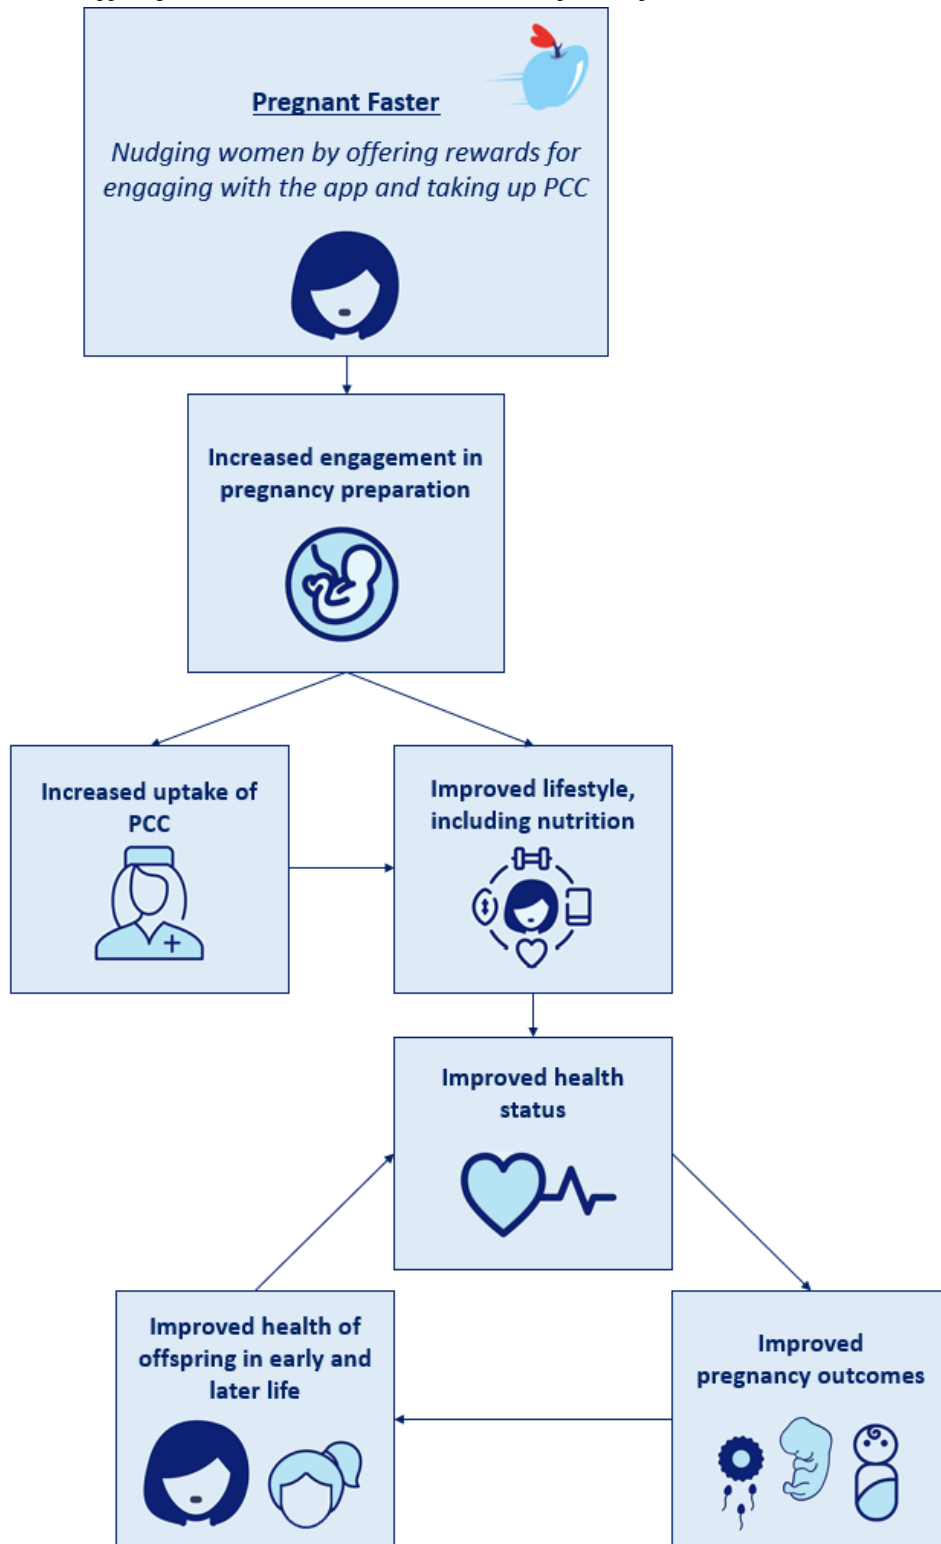 Pregnant Faster
Nudging women by offering rewards for
engaging with the app and taking up PCC
Increased engagement in
pregnancy preparation
Increased uptake of
PCC
Improved lifestyle,
including nutrition
Improved health
status
Improved health of
offspring in early and
later life
Improved
pregnancy outcomes